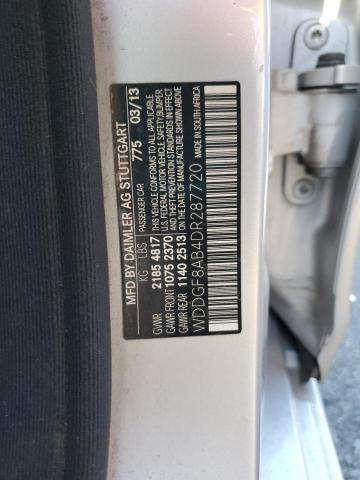 MFD BY DAIMLER AG STUTTGART
PASSENGER CAR 775 03/13
KG LBS THIS VEHICLE CONFORMS TO ALL APPLICABLE
GVWR 2185 4817 U.S. FEDERAL MOTOR VEHICLE SAFETY, BUMPER
GAWR FRONT 1075 2370 AND THEFT PREVENTION STANDARDS IN EFFECT
GAWR REAR 1140 2513 ON THE DATE OF MANUFACTURE SHOWN ABOVE
WDDGF8AB4DR287720 MADE IN SOUTH AFRICA